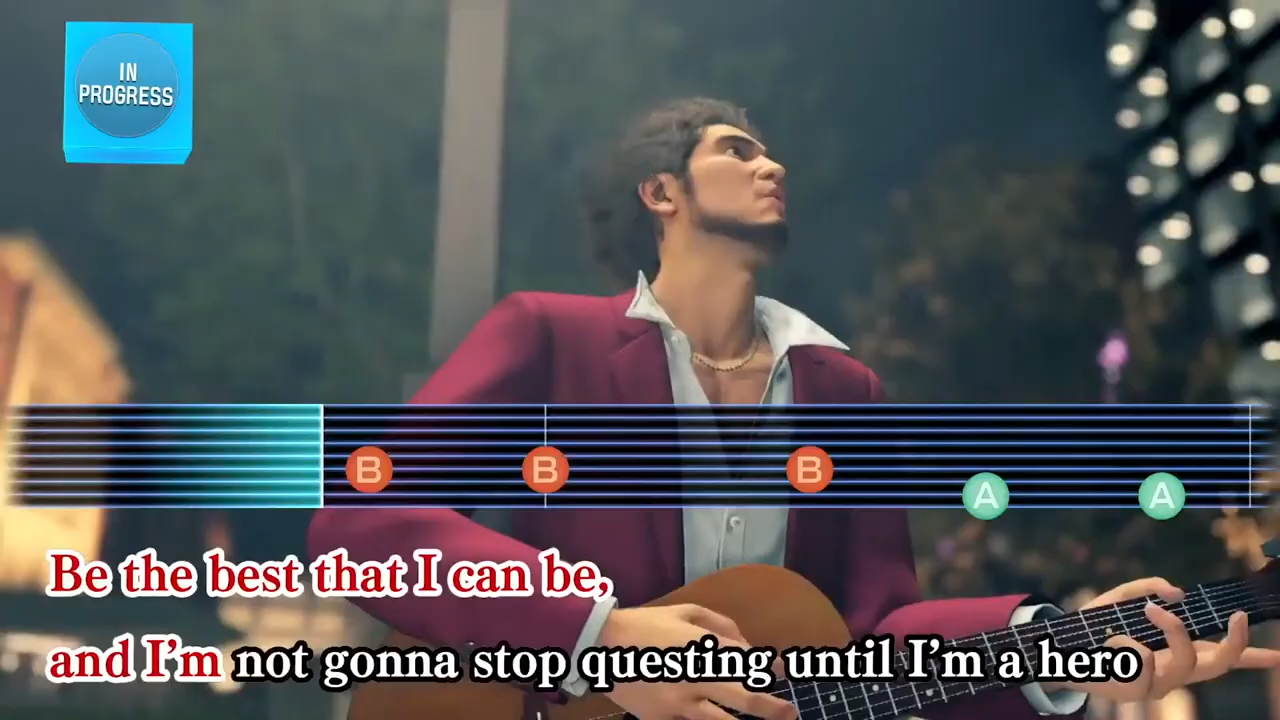 IN
PROGRESS
B B B A A
Be the best that I can be,
and I'm not gonna stop questing until I'm a hero